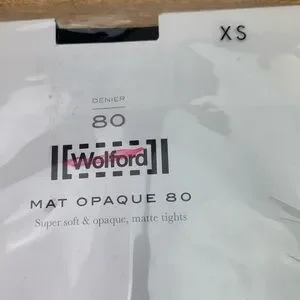 XS
DENIER
80
Wolford
MAT OPAQUE 80
Super soft & opaque, matte tights